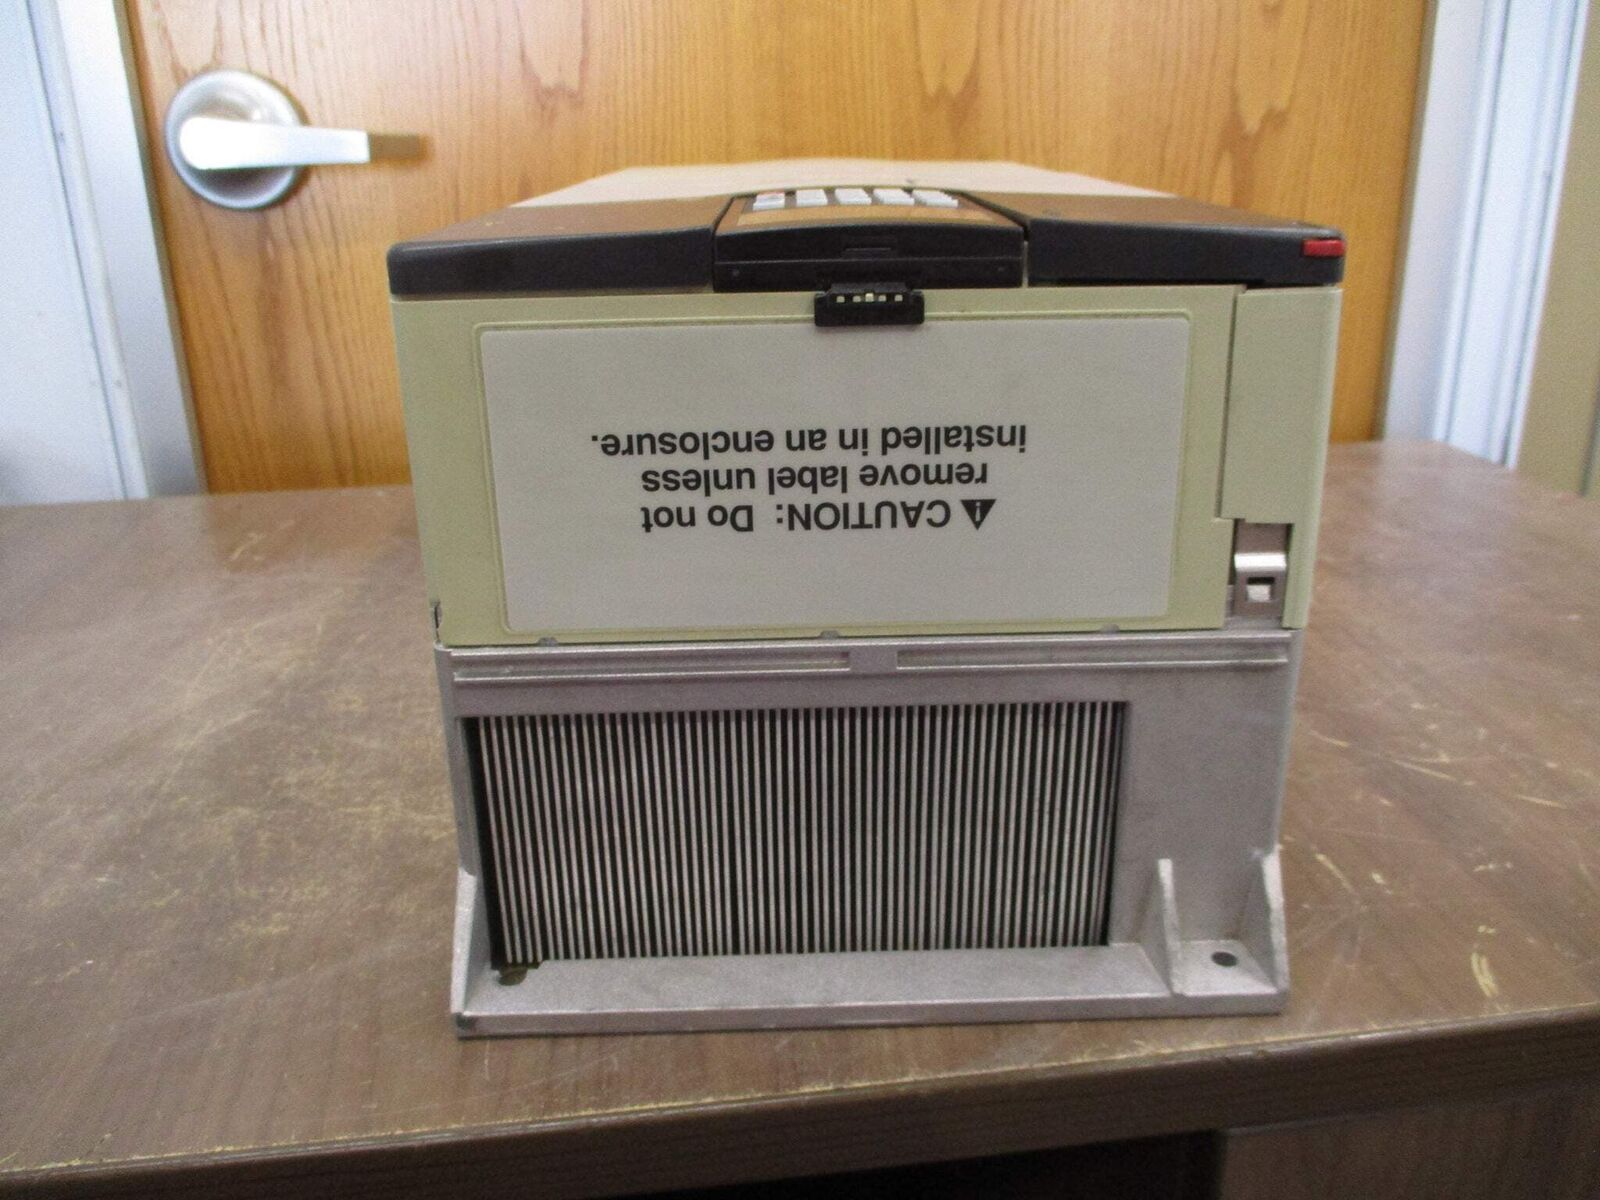 ⚠ CAUTION: Do not
remove label unless
installed in an enclosure.